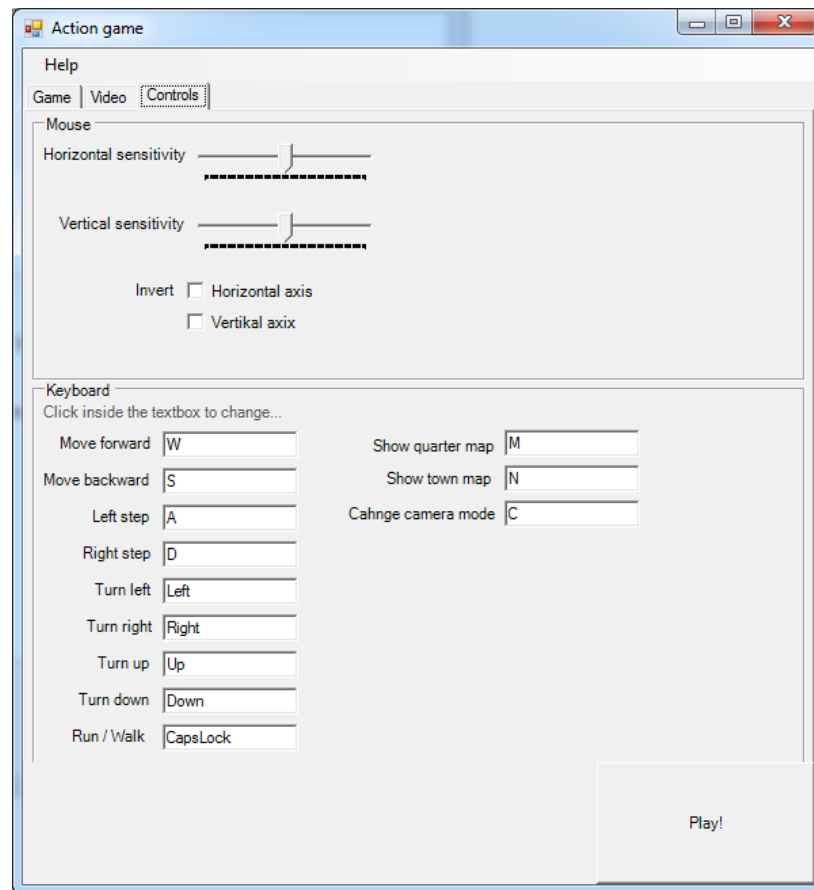 Action game
Help
Game Video Controls
Mouse
Horizontal sensitivity
Vertical sensitivity
Invert Horizontal axis
Vertikal axix
Keyboard
Click inside the textbox to change...
Move forward W Show quarter map M
Move backward S Show town map N
Left step A Cahnge camera mode C
Right step D
Turn left Left
Turn right Right
Turn up Up
Turn down Down
Run / Walk CapsLock
Play!